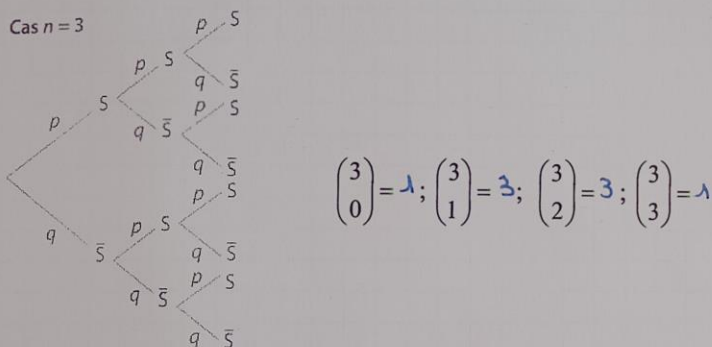 Cas n = 3
p S
p S
q S̄
p S
p S
q S̄
q S̄
p S
p S
q S̄
q S̄
p S
q S̄
q S̄
(3 0) = 1 ; (3 1) = 3 ; (3 2) = 3 ; (3 3) = 1